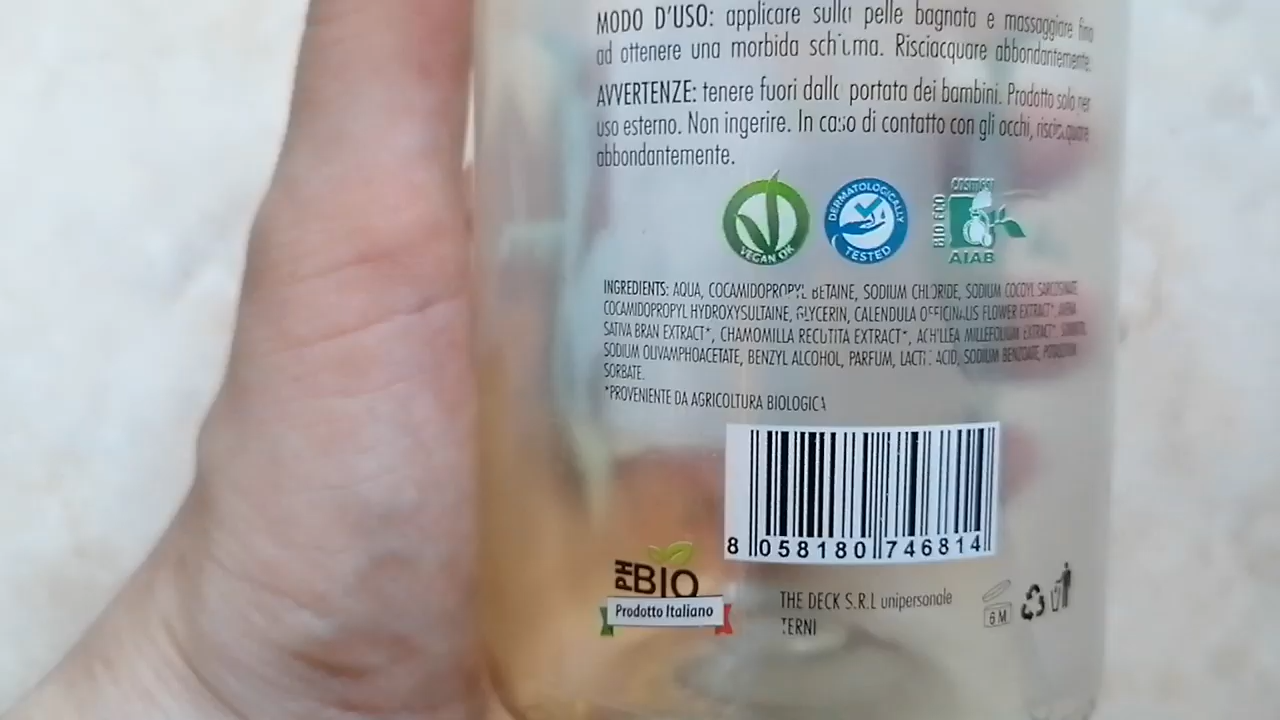 MODO D'USO: applicare sulla pelle bagnata e massaggiare fino
ad ottenere una morbida schiuma. Risciacquare abbondantemente.
AVVERTENZE: tenere fuori dalla portata dei bambini. Prodotto solo per
uso esterno. Non ingerire. In caso di contatto con gli occhi, risciacquare
abbondantemente.
VEGAN OK
DERMATOLOGICALLY
TESTED
cosmesi
BIO ECO
AIAB
INGREDIENTS: AQUA, COCAMIDOPROPYL BETAINE, SODIUM CHLORIDE, SODIUM COCOYL SARCOSINATE,
COCAMIDOPROPYL HYDROXYSULTAINE, GLYCERIN, CALENDULA OFFICINALIS FLOWER EXTRACT*, AVENA
SATIVA BRAN EXTRACT*, CHAMOMILLA RECUTITA EXTRACT*, ACHILLEA MILLEFOLIUM EXTRACT*,
SODIUM OLIVAMPHOACETATE, BENZYL ALCOHOL, PARFUM, LACTIC ACID, SODIUM BENZOATE, POTASSIUM
SORBATE.
*PROVENIENTE DA AGRICOLTURA BIOLOGICA
8 058180 746814
PH BIO
Prodotto Italiano
THE DECK S.R.L unipersonale
TERNI
6 M